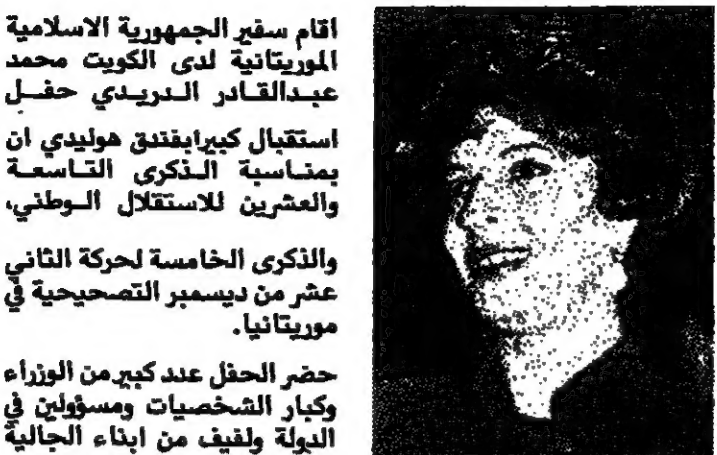 اقام سفير الجمهورية الاسلامية
الموريتانية لدى الكويت محمد
عبدالقادر الدريدي حفل
استقبال كبيرابفندق هوليدي ان
بمناسبة الذكرى التاسعة
والعشرين للاستقلال الوطني،
والذكرى الخامسة لحركة الثاني
عشر من ديسمبر التصحيحية في
موريتانيا.
حضر الحفل عدد كبير من الوزراء
وكبار الشخصيات ومسؤولين في
الدولة ولفيف من ابناء الجالية